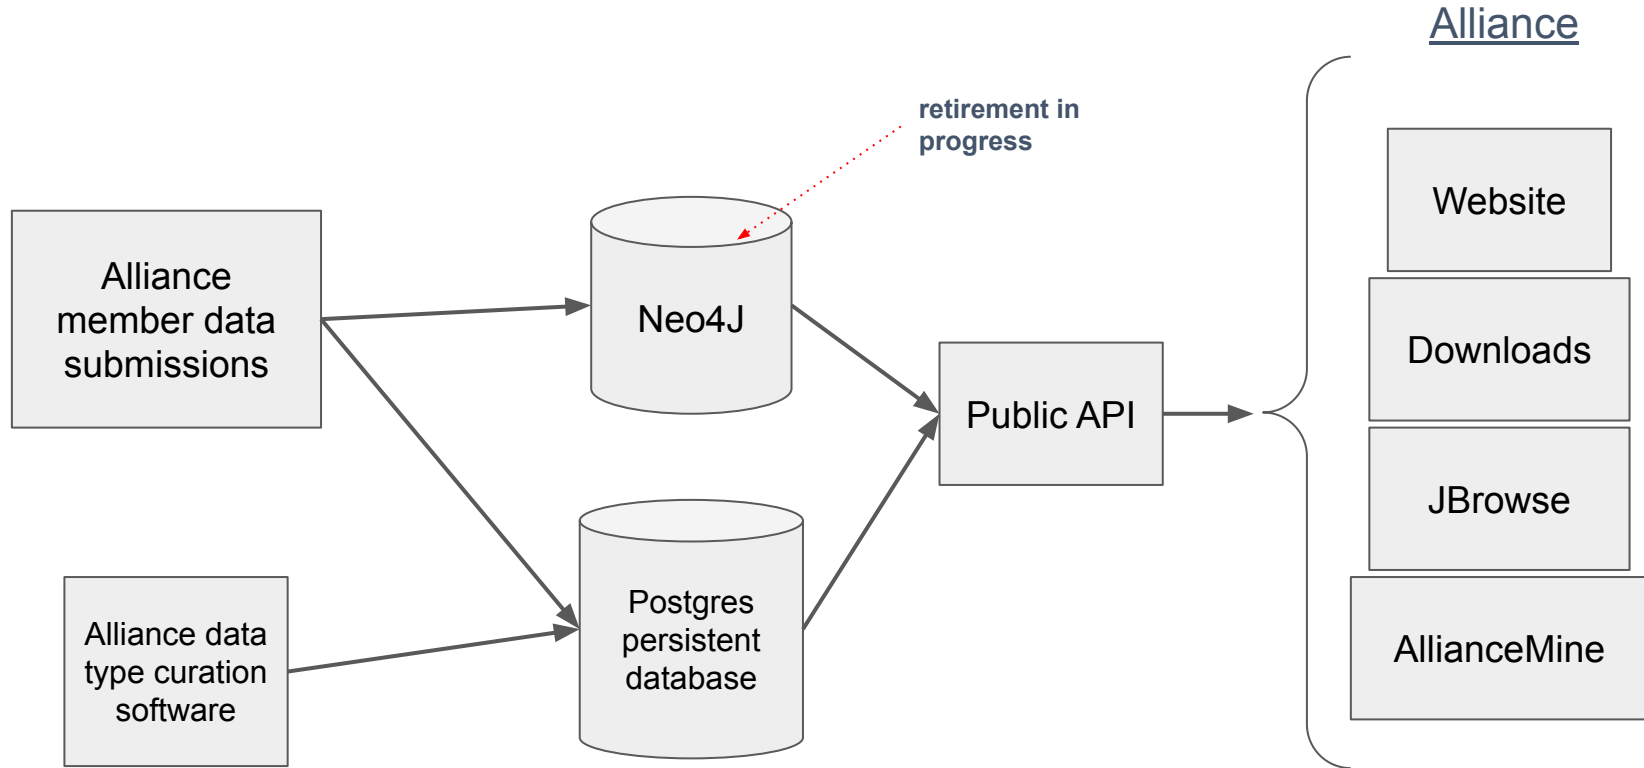 Alliance
retirement in
progress
Website
Alliance
member data
submissions
Neo4J
Downloads
Public API
JBrowse
Postgres
persistent
database
Alliance data
type curation
software
AllianceMine